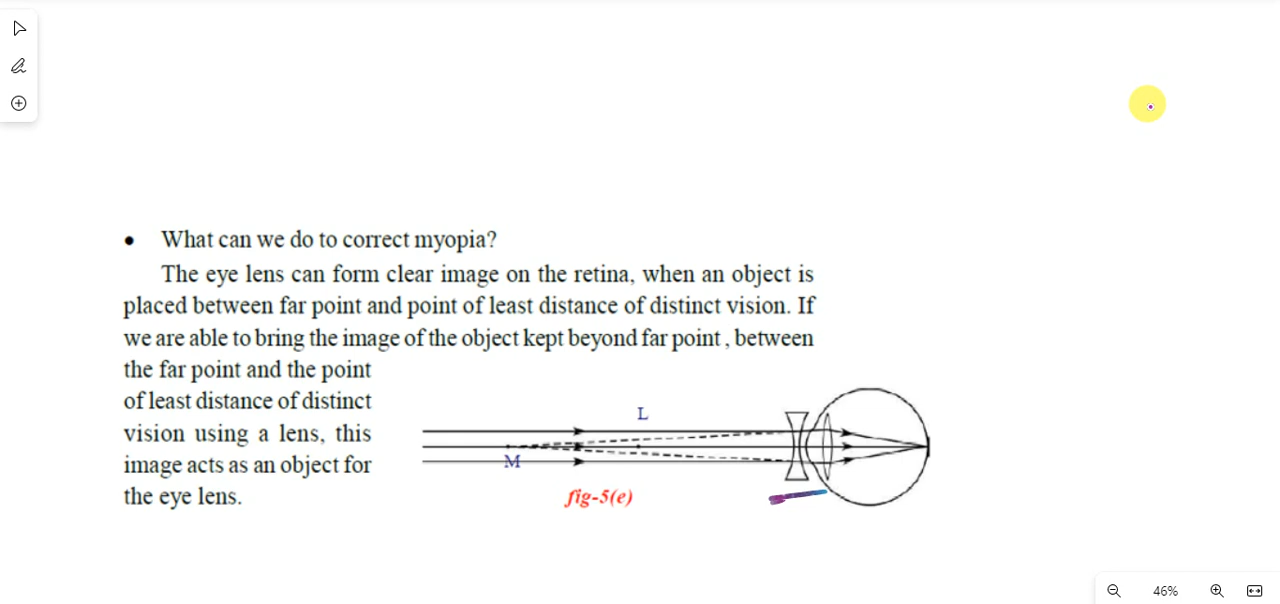 • What can we do to correct myopia?
The eye lens can form clear image on the retina, when an object is
placed between far point and point of least distance of distinct vision. If
we are able to bring the image of the object kept beyond far point , between
the far point and the point
of least distance of distinct
vision using a lens, this
image acts as an object for
the eye lens.
L
M
fig-5(e)
46%